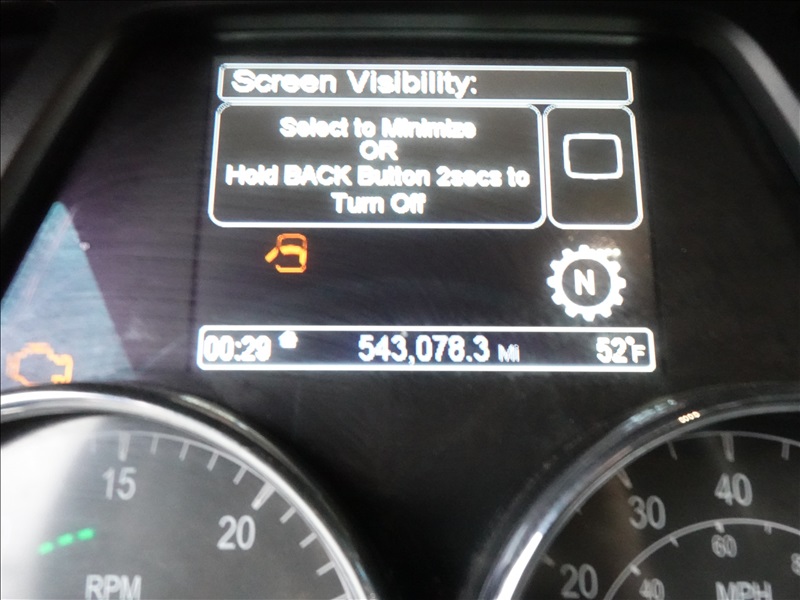 Screen Visibility:
Select to Minimize
OR
Hold BACK Button 2secs to
Turn Off
N
00:29 543,078.3 Mi 52°F
15
20
RPM
40
30
20
60
40
MPH